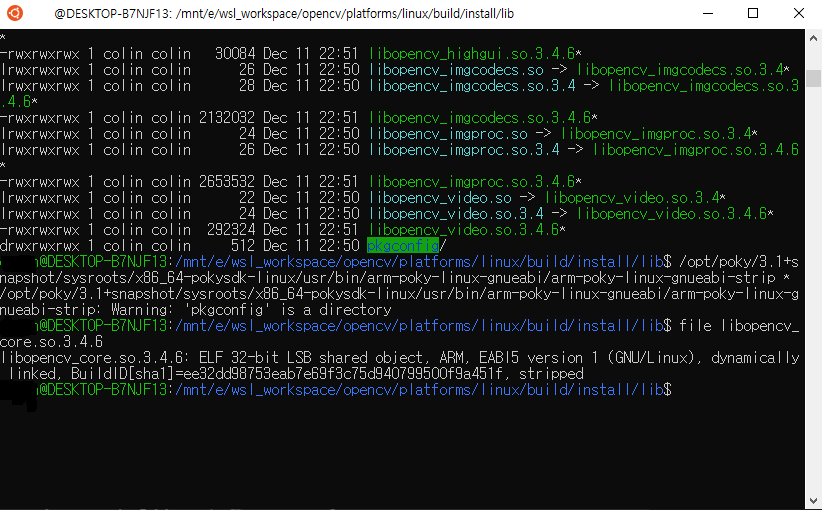 @DESKTOP-B7NJF13: /mnt/e/wsl_workspace/opencv/platforms/linux/build/install/lib
*
-rwxrwxrwx 1 colin colin   30084 Dec 11 22:51 libopencv_highgui.so.3.4.6*
lrwxrwxrwx 1 colin colin      26 Dec 11 22:50 libopencv_imgcodecs.so -> libopencv_imgcodecs.so.3.4*
lrwxrwxrwx 1 colin colin      28 Dec 11 22:50 libopencv_imgcodecs.so.3.4 -> libopencv_imgcodecs.so.3
.4.6*
-rwxrwxrwx 1 colin colin 2132032 Dec 11 22:51 libopencv_imgcodecs.so.3.4.6*
lrwxrwxrwx 1 colin colin      24 Dec 11 22:50 libopencv_imgproc.so -> libopencv_imgproc.so.3.4*
lrwxrwxrwx 1 colin colin      26 Dec 11 22:50 libopencv_imgproc.so.3.4 -> libopencv_imgproc.so.3.4.6
*
-rwxrwxrwx 1 colin colin 2653532 Dec 11 22:51 libopencv_imgproc.so.3.4.6*
lrwxrwxrwx 1 colin colin      22 Dec 11 22:50 libopencv_video.so -> libopencv_video.so.3.4*
lrwxrwxrwx 1 colin colin      24 Dec 11 22:50 libopencv_video.so.3.4 -> libopencv_video.so.3.4.6*
-rwxrwxrwx 1 colin colin  292324 Dec 11 22:51 libopencv_video.so.3.4.6*
drwxrwxrwx 1 colin colin     512 Dec 11 22:50 pkgconfig/
@DESKTOP-B7NJF13:/mnt/e/wsl_workspace/opencv/platforms/linux/build/install/lib$ /opt/poky/3.1+s
napshot/sysroots/x86_64-pokysdk-linux/usr/bin/arm-poky-linux-gnueabi/arm-poky-linux-gnueabi-strip *
/opt/poky/3.1+snapshot/sysroots/x86_64-pokysdk-linux/usr/bin/arm-poky-linux-gnueabi/arm-poky-linux-g
nueabi-strip: Warning: 'pkgconfig' is a directory
@DESKTOP-B7NJF13:/mnt/e/wsl_workspace/opencv/platforms/linux/build/install/lib$ file libopencv_
core.so.3.4.6
libopencv_core.so.3.4.6: ELF 32-bit LSB shared object, ARM, EABI5 version 1 (GNU/Linux), dynamically
 linked, BuildID[sha1]=ee32dd98753eab7e69f3c75d940799500f9a451f, stripped
@DESKTOP-B7NJF13:/mnt/e/wsl_workspace/opencv/platforms/linux/build/install/lib$